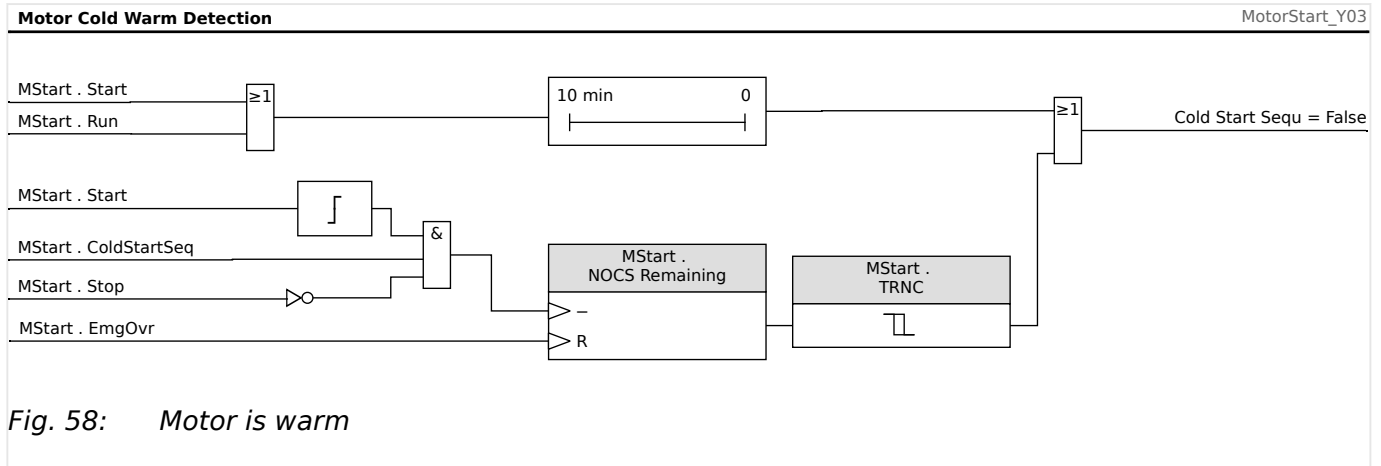 Motor Cold Warm Detection
MotorStart_Y03
MStart . Start
≥1
MStart . Run
10 min 0
≥1
Cold Start Sequ = False
MStart . Start
MStart . ColdStartSeq
&
MStart . Stop
MStart . EmgOvr
MStart .
NOCS Remaining
–
R
MStart .
TRNC
Fig. 58: Motor is warm